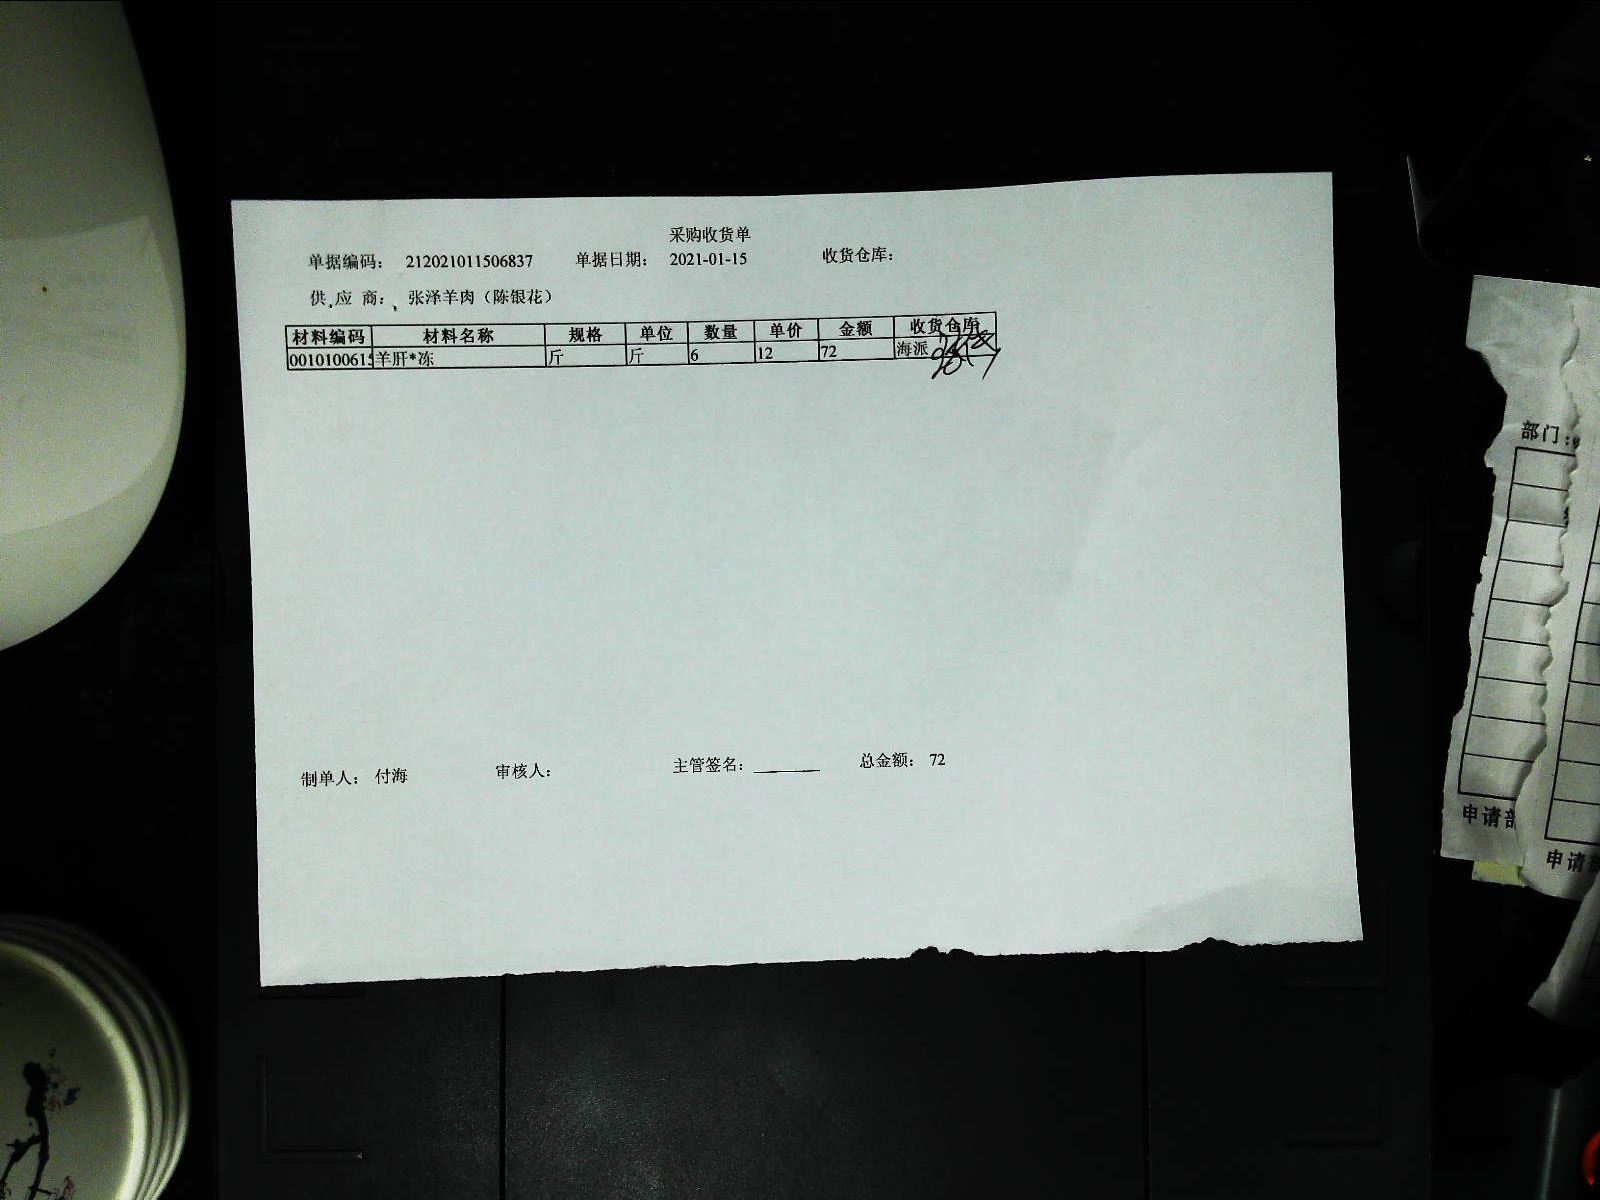 采购收货单
单据编码: 212021011506837 单据日期: 2021-01-15 收货仓库:
供 应 商: 张泽羊肉（陈银花）
材料编码 材料名称 规格 单位 数量 单价 金额 收货仓库
001010061 羊肝*冻 斤 斤 6 12 72 海派
制单人: 付海 审核人: 主管签名: 总金额: 72
部门:
申请部
申请